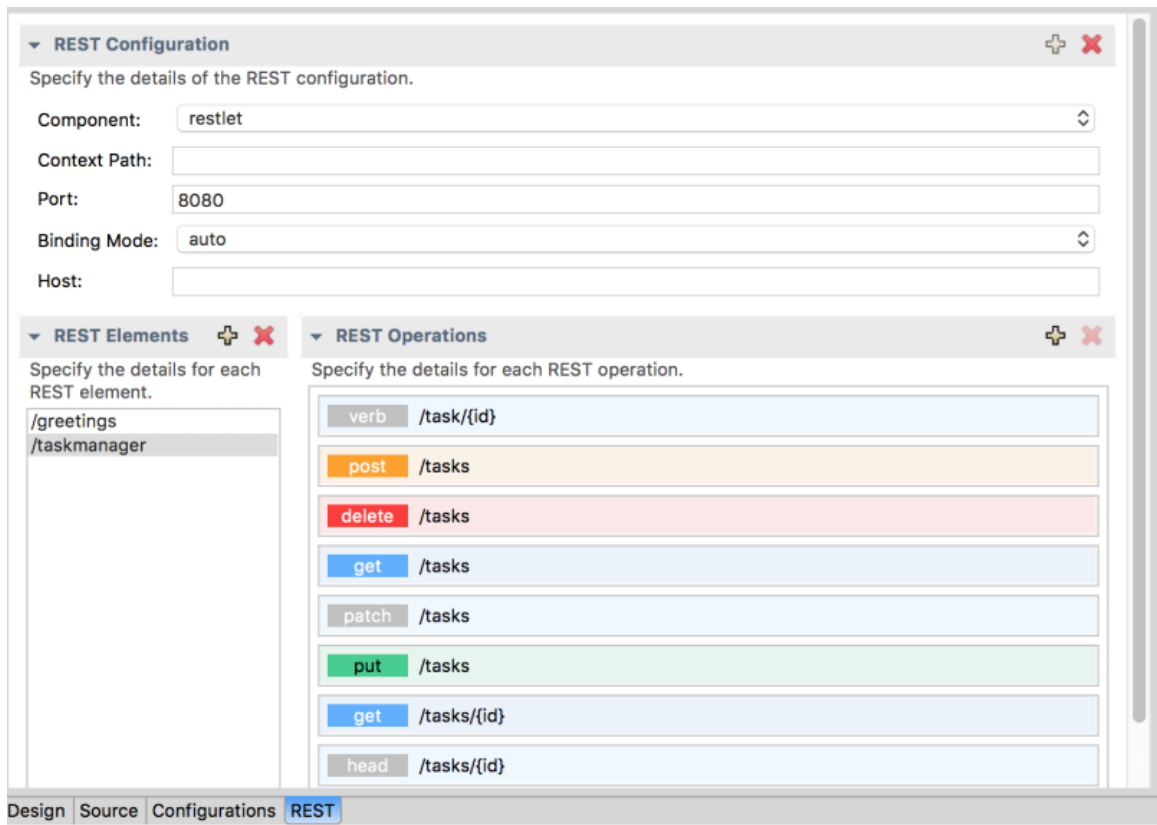 REST Configuration
Specify the details of the REST configuration.
Component: restlet
Context Path:
Port: 8080
Binding Mode: auto
Host:
REST Elements
Specify the details for each
REST element.
/greetings
/taskmanager
REST Operations
Specify the details for each REST operation.
verb /task/{id}
post /tasks
delete /tasks
get /tasks
patch /tasks
put /tasks
get /tasks/{id}
head /tasks/{id}
Design Source Configurations REST